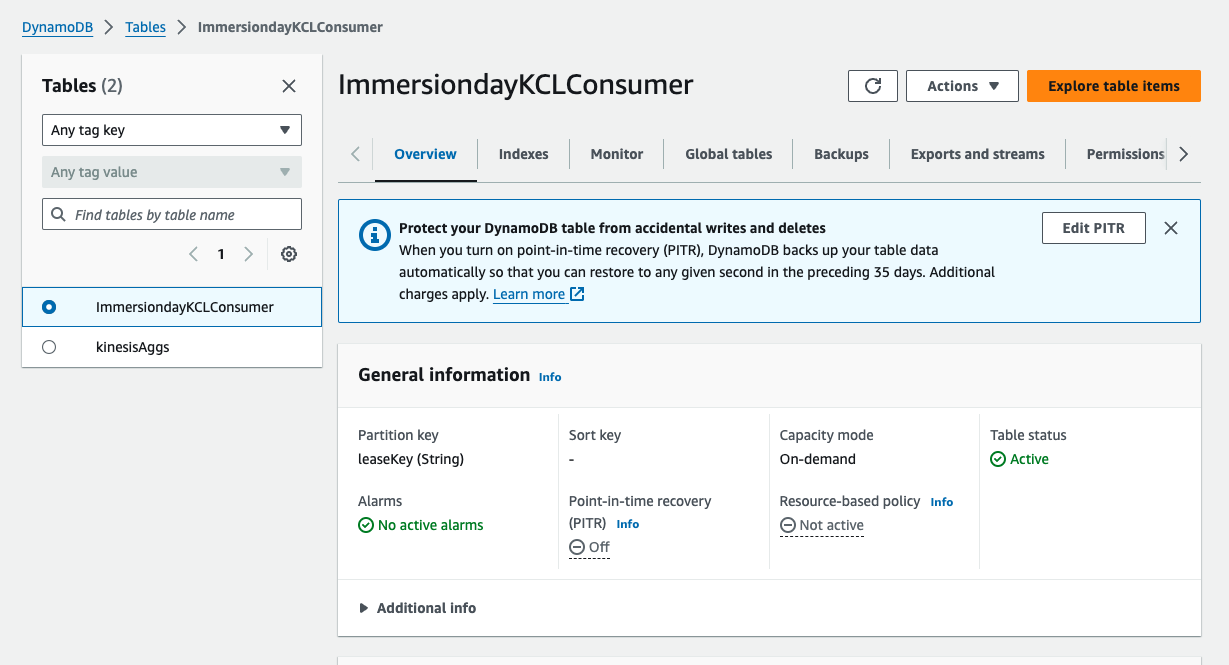 DynamoDB > Tables > ImmersiondayKCLConsumer
Tables (2)
Any tag key
Any tag value
Find tables by table name
1
ImmersiondayKCLConsumer
kinesisAggs
ImmersiondayKCLConsumer
Actions
Explore table items
Overview
Indexes
Monitor
Global tables
Backups
Exports and streams
Permissions
Protect your DynamoDB table from accidental writes and deletes
When you turn on point-in-time recovery (PITR), DynamoDB backs up your table data
automatically so that you can restore to any given second in the preceding 35 days. Additional
charges apply. Learn more
Edit PITR
General information Info
Partition key
leaseKey (String)
Sort key
-
Capacity mode
On-demand
Table status
Active
Alarms
No active alarms
Point-in-time recovery
(PITR) Info
Off
Resource-based policy Info
Not active
Additional info